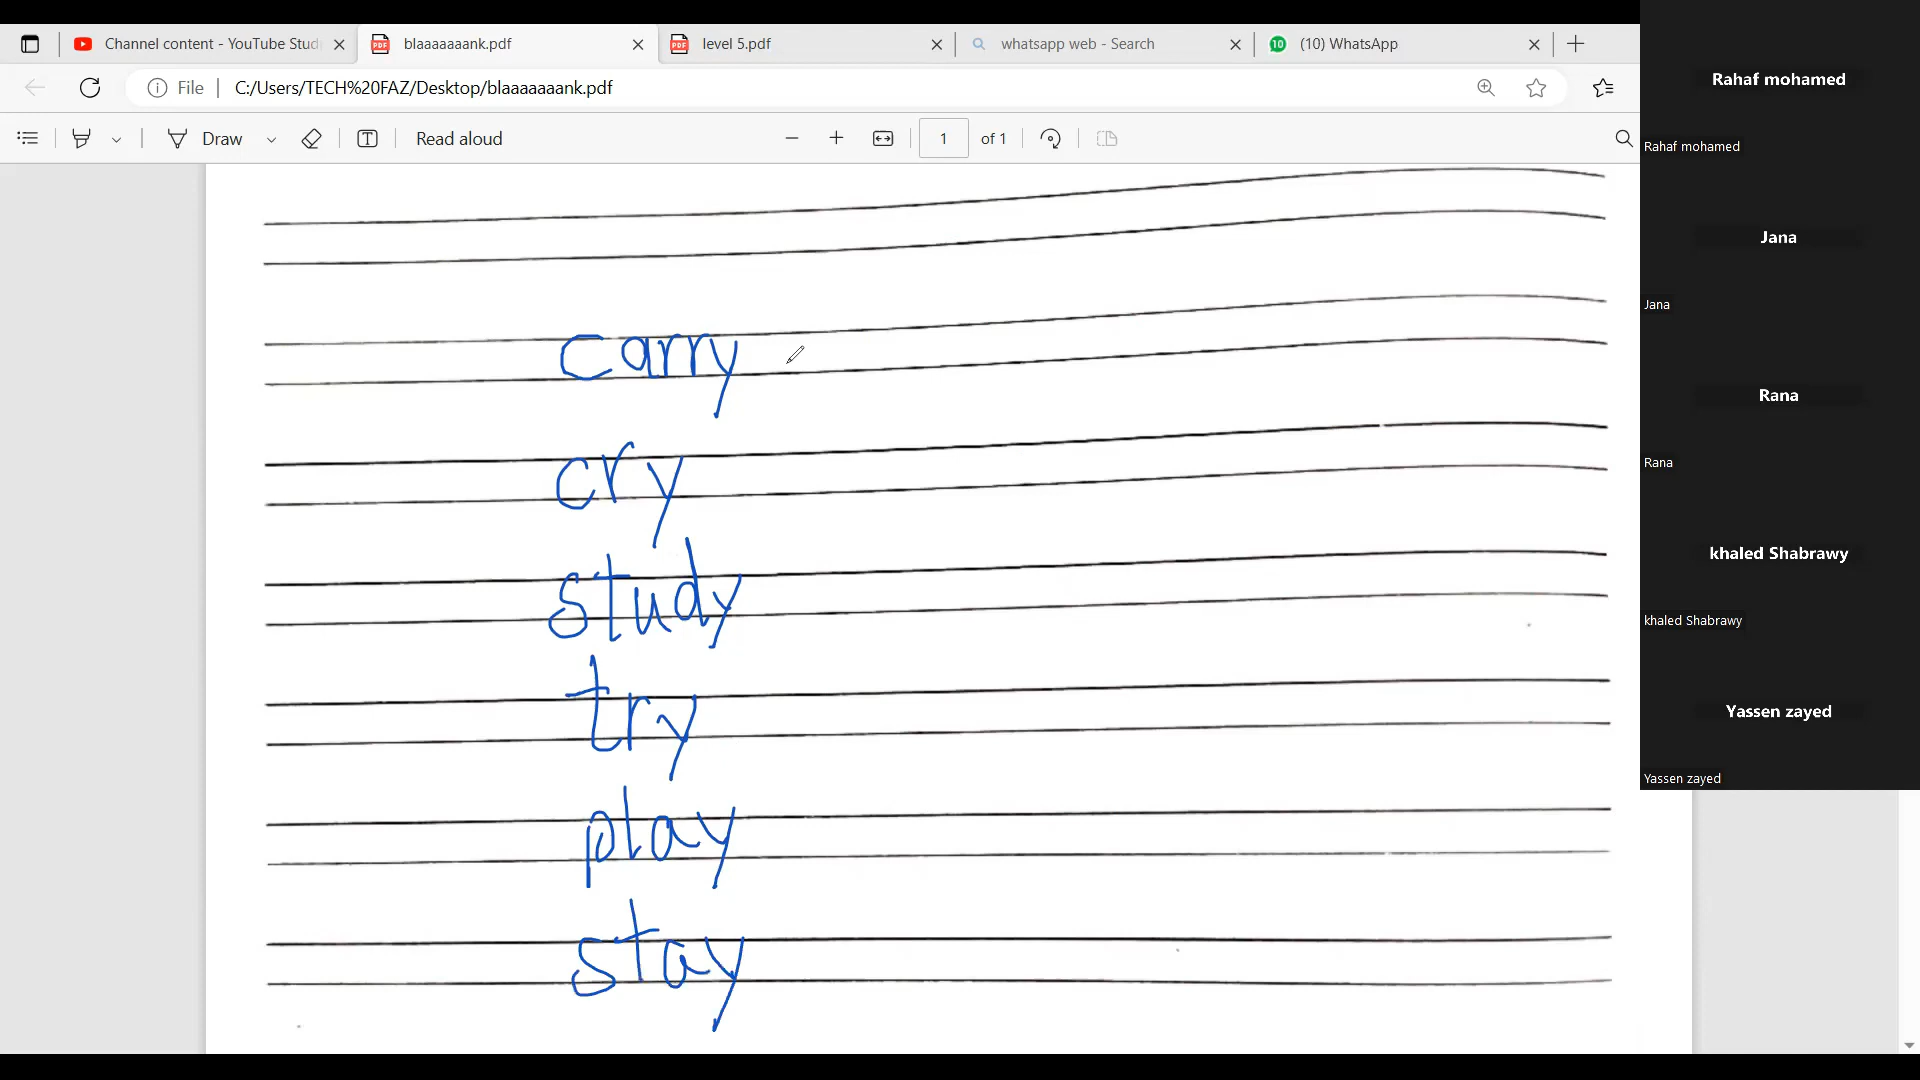 Channel content - YouTube Studi
blaaaaaaank.pdf
level 5.pdf
whatsapp web - Search
10
(10) WhatsApp
File
C:/Users/TECH%20FAZ/Desktop/blaaaaaaank.pdf
Draw
Read aloud
1
of 1
carry
cry
study
try
play
stay
Rahaf mohamed
Rahaf mohamed
Jana
Jana
Rana
Rana
khaled Shabrawy
khaled Shabrawy
Yassen zayed
Yassen zayed